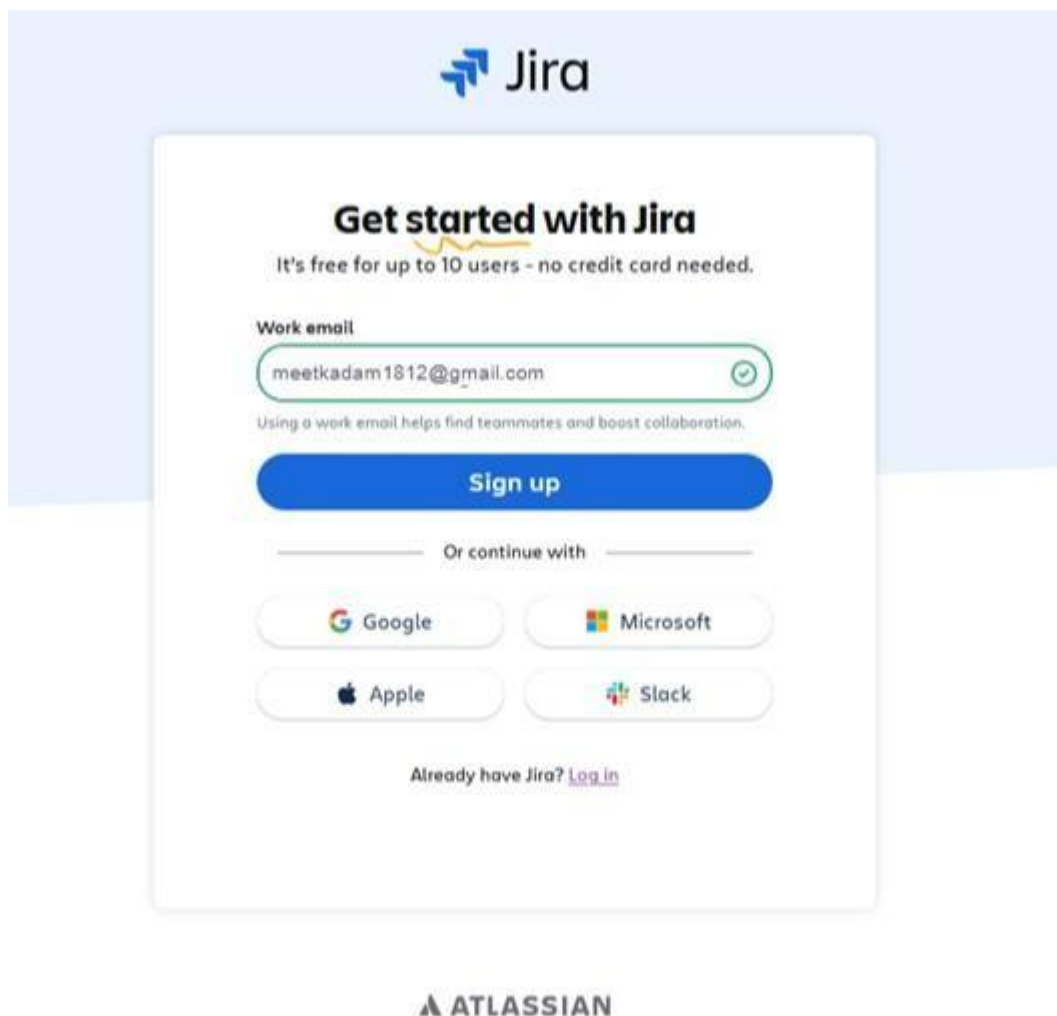 Jira
Get started with Jira
It's free for up to 10 users - no credit card needed.
Work email
meetkadam1812@gmail.com
Using a work email helps find teammates and boost collaboration.
Sign up
Or continue with
Google
Microsoft
Apple
Slack
Already have Jira? Log in
ATLASSIAN